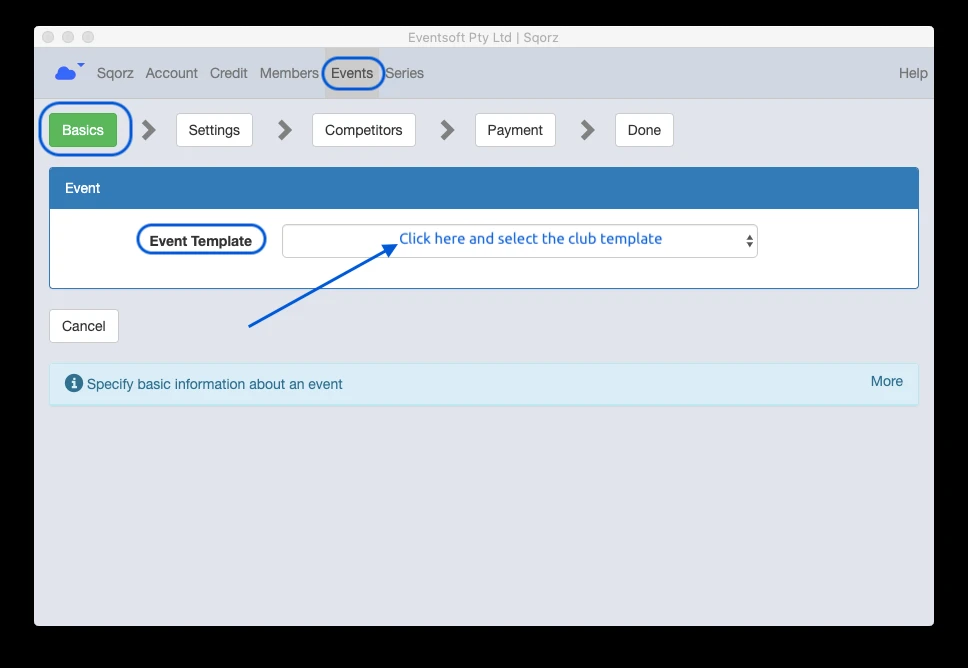 Eventsoft Pty Ltd | Sqorz
Sqorz Account Credit Members Events Series Help
Basics Settings Competitors Payment Done
Event
Event Template Click here and select the club template
Cancel
Specify basic information about an event More